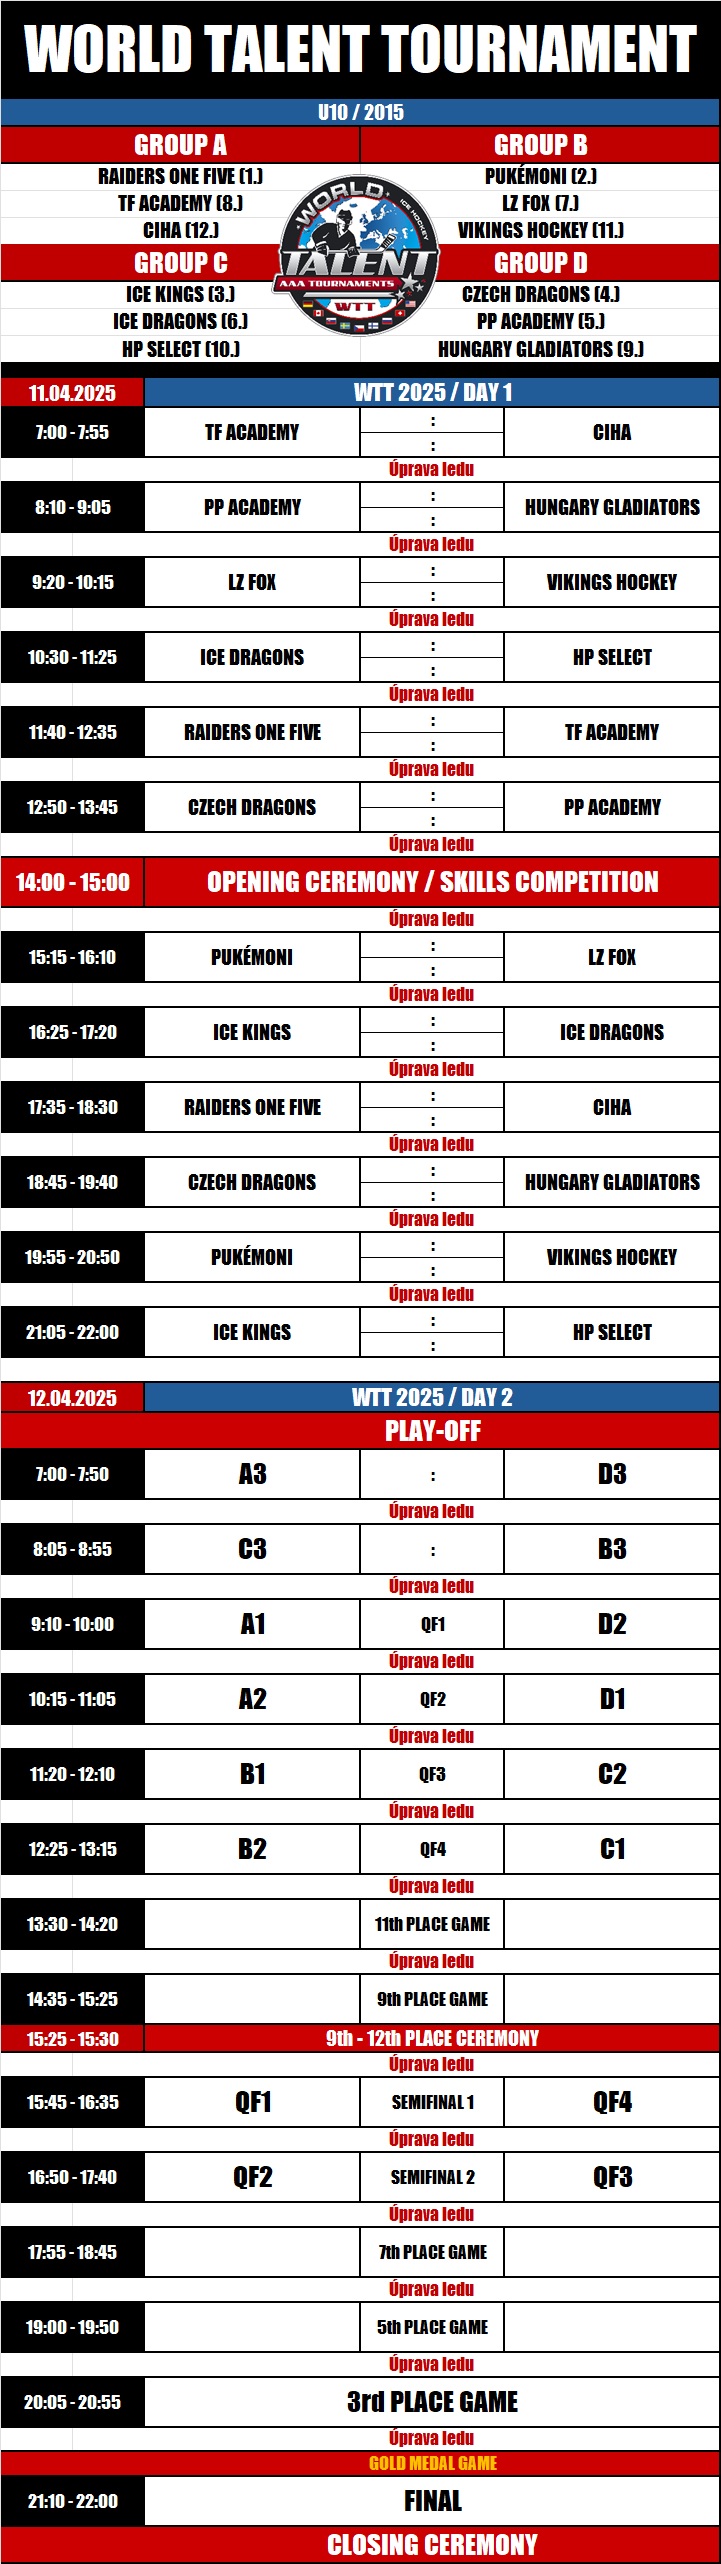 WORLD TALENT TOURNAMENT
U10 / 2015
GROUP A GROUP B
RAIDERS ONE FIVE (1.) PUKÉMONI (2.)
TF ACADEMY (8.) LZ FOX (7.)
CIHA (12.) VIKINGS HOCKEY (11.)
WORLD
ICE HOCKEY
TALENT
AAA TOURNAMENTS
WTT
GROUP C GROUP D
ICE KINGS (3.) CZECH DRAGONS (4.)
ICE DRAGONS (6.) PP ACADEMY (5.)
HP SELECT (10.) HUNGARY GLADIATORS (9.)
11.04.2025 WTT 2025 / DAY 1
7:00 - 7:55 TF ACADEMY : : CIHA
Úprava ledu
8:10 - 9:05 PP ACADEMY : : HUNGARY GLADIATORS
Úprava ledu
9:20 - 10:15 LZ FOX : : VIKINGS HOCKEY
Úprava ledu
10:30 - 11:25 ICE DRAGONS : : HP SELECT
Úprava ledu
11:40 - 12:35 RAIDERS ONE FIVE : : TF ACADEMY
Úprava ledu
12:50 - 13:45 CZECH DRAGONS : : PP ACADEMY
Úprava ledu
14:00 - 15:00 OPENING CEREMONY / SKILLS COMPETITION
Úprava ledu
15:15 - 16:10 PUKÉMONI : : LZ FOX
Úprava ledu
16:25 - 17:20 ICE KINGS : : ICE DRAGONS
Úprava ledu
17:35 - 18:30 RAIDERS ONE FIVE : : CIHA
Úprava ledu
18:45 - 19:40 CZECH DRAGONS : : HUNGARY GLADIATORS
Úprava ledu
19:55 - 20:50 PUKÉMONI : : VIKINGS HOCKEY
Úprava ledu
21:05 - 22:00 ICE KINGS : : HP SELECT
12.04.2025 WTT 2025 / DAY 2
PLAY-OFF
7:00 - 7:50 A3 : D3
Úprava ledu
8:05 - 8:55 C3 : B3
Úprava ledu
9:10 - 10:00 A1 QF1 D2
Úprava ledu
10:15 - 11:05 A2 QF2 D1
Úprava ledu
11:20 - 12:10 B1 QF3 C2
Úprava ledu
12:25 - 13:15 B2 QF4 C1
Úprava ledu
13:30 - 14:20 11th PLACE GAME
Úprava ledu
14:35 - 15:25 9th PLACE GAME
15:25 - 15:30 9th - 12th PLACE CEREMONY
Úprava ledu
15:45 - 16:35 QF1 SEMIFINAL 1 QF4
Úprava ledu
16:50 - 17:40 QF2 SEMIFINAL 2 QF3
Úprava ledu
17:55 - 18:45 7th PLACE GAME
Úprava ledu
19:00 - 19:50 5th PLACE GAME
Úprava ledu
20:05 - 20:55 3rd PLACE GAME
Úprava ledu
GOLD MEDAL GAME
21:10 - 22:00 FINAL
CLOSING CEREMONY